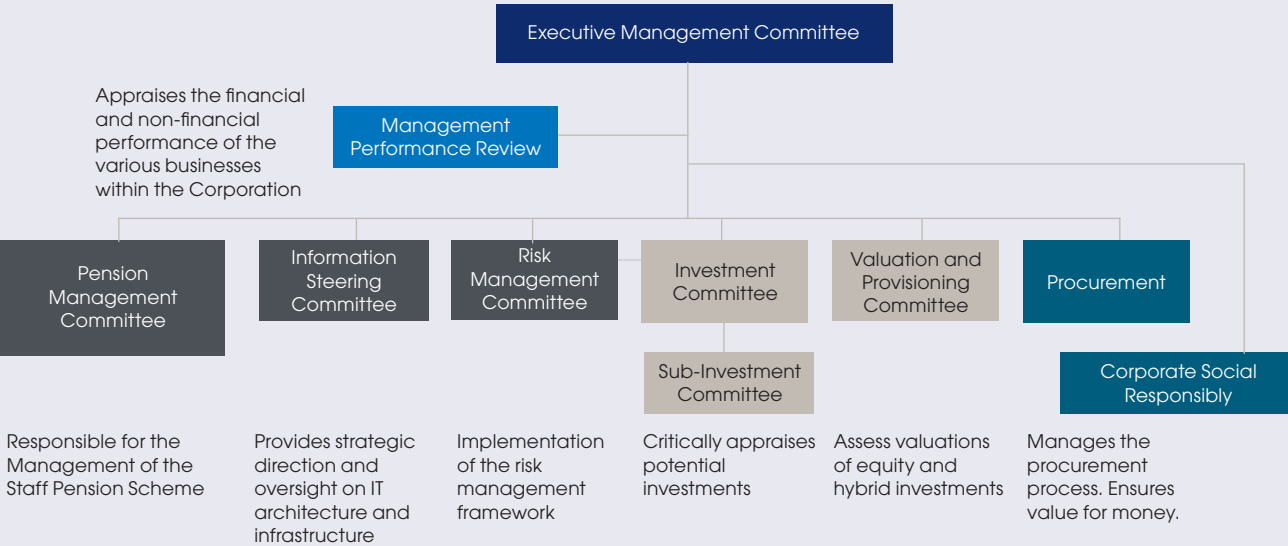 Executive Management Committee
Appraises the financial
and non-financial
performance of the
various businesses
within the Corporation
Management
Performance Review
Pension
Management
Committee
Information
Steering
Committee
Risk
Management
Committee
Investment
Committee
Valuation and
Provisioning
Committee
Procurement
Sub-Investment
Committee
Corporate Social
Responsibly
Responsible for the
Management of the
Staff Pension Scheme
Provides strategic
direction and
oversight on IT
architecture and
infrastructure
Implementation
of the risk
management
framework
Critically appraises
potential
investments
Assess valuations
of equity and
hybrid investments
Manages the
procurement
process. Ensures
value for money.